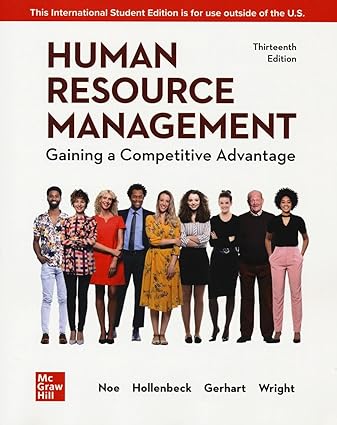 This International Student Edition is for use outside of the U.S.
Thirteenth
Edition
HUMAN
RESOURCE
MANAGEMENT
Gaining a Competitive Advantage
Mc
Graw
Hill
Noe Hollenbeck Gerhart Wright